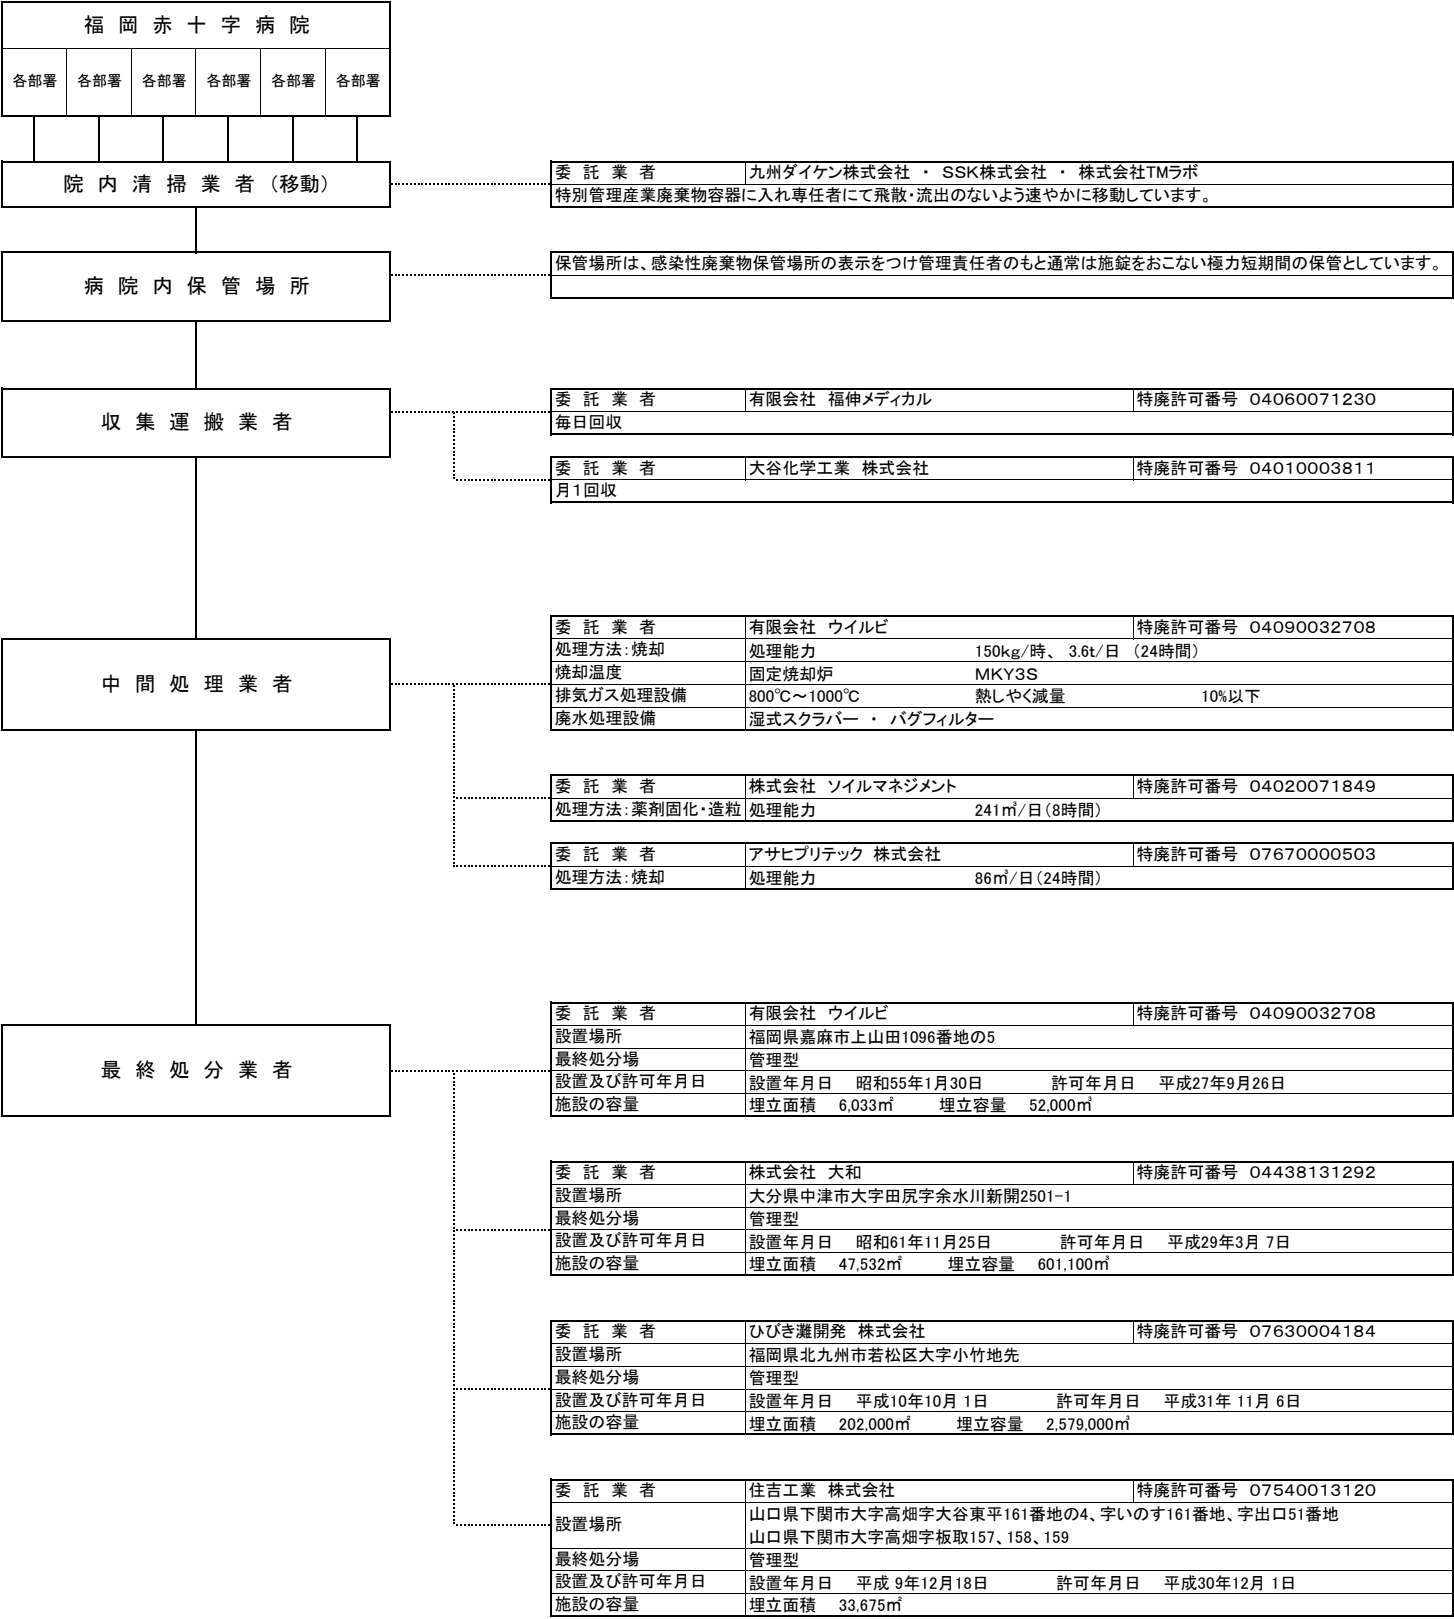 福 岡 赤 十 字 病 院
各部署 各部署 各部署 各部署 各部署 各部署
院 内 清 掃 業 者 （移動）
委 託 業 者 九州ダイケン株式会社 ・ SSK株式会社 ・ 株式会社TMラボ
特別管理産業廃棄物容器に入れ専任者にて飛散・流出のないよう速やかに移動しています。
病 院 内 保 管 場 所
保管場所は、感染性廃棄物保管場所の表示をつけ管理責任者のもと通常は施錠をおこない極力短期間の保管としています。
収 集 運 搬 業 者
委 託 業 者 有限会社 福伸メディカル 特廃許可番号 04060071230
毎日回収
委 託 業 者 大谷化学工業 株式会社 特廃許可番号 04010003811
月１回収
中 間 処 理 業 者
委 託 業 者 有限会社 ウイルビ 特廃許可番号 04090032708
処理方法：焼却 処理能力 150kg/時、 3.6t/日 （24時間）
焼却温度 固定焼却炉 MKY3S
排気ガス処理設備 800℃～1000℃ 熱しやく減量 10%以下
廃水処理設備 湿式スクラバー ・ バグフィルター
委 託 業 者 株式会社 ソイルマネジメント 特廃許可番号 04020071849
処理方法：薬剤固化・造粒 処理能力 241㎥/日（8時間）
委 託 業 者 アサヒプリテック 株式会社 特廃許可番号 07670000503
処理方法：焼却 処理能力 86㎥/日（24時間）
最 終 処 分 業 者
委 託 業 者 有限会社 ウイルビ 特廃許可番号 04090032708
設置場所 福岡県嘉麻市上山田1096番地の5
最終処分場 管理型
設置及び許可年月日 設置年月日 昭和55年1月30日 許可年月日 平成27年9月26日
施設の容量 埋立面積 6,033㎡ 埋立容量 52,000㎥
委 託 業 者 株式会社 大和 特廃許可番号 04438131292
設置場所 大分県中津市大字田尻字余水川新開2501-1
最終処分場 管理型
設置及び許可年月日 設置年月日 昭和61年11月25日 許可年月日 平成29年3月 7日
施設の容量 埋立面積 47,532㎡ 埋立容量 601,100㎥
委 託 業 者 ひびき灘開発 株式会社 特廃許可番号 07630004184
設置場所 福岡県北九州市若松区大字小竹地先
最終処分場 管理型
設置及び許可年月日 設置年月日 平成10年10月 1日 許可年月日 平成31年 11月 6日
施設の容量 埋立面積 202,000㎡ 埋立容量 2,579,000㎥
委 託 業 者 住吉工業 株式会社 特廃許可番号 07540013120
設置場所 山口県下関市大字高畑字大谷東平161番地の4、字いのす161番地、字出口51番地
山口県下関市大字高畑字板取157、158、159
最終処分場 管理型
設置及び許可年月日 設置年月日 平成 9年12月18日 許可年月日 平成30年12月 1日
施設の容量 埋立面積 33,675㎡